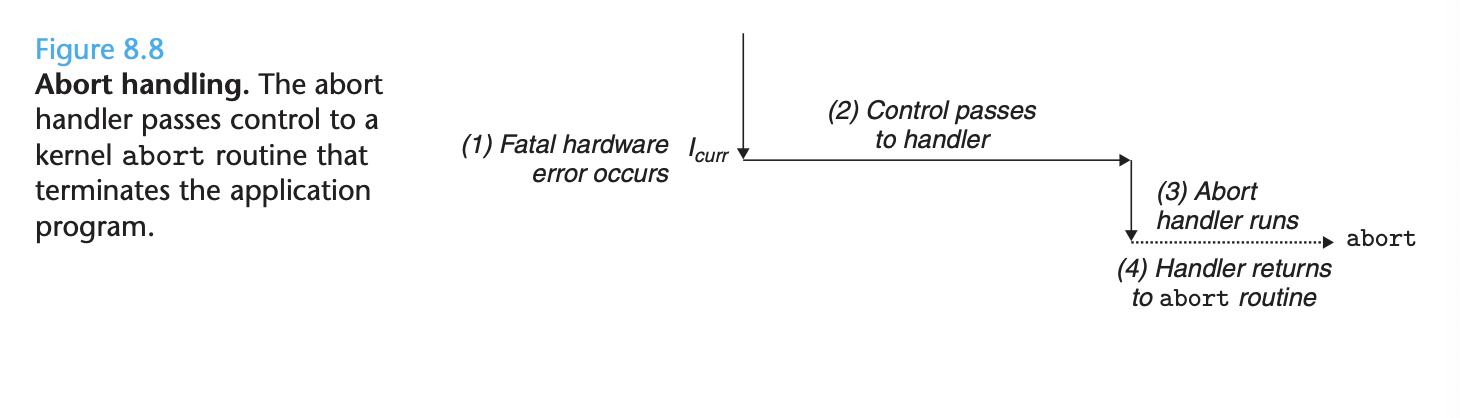 Figure 8.8
Abort handling. The abort
handler passes control to a
kernel abort routine that
terminates the application
program.
(1) Fatal hardware
error occurs
Icurr
(2) Control passes
to handler
(3) Abort
handler runs
abort
(4) Handler returns
to abort routine